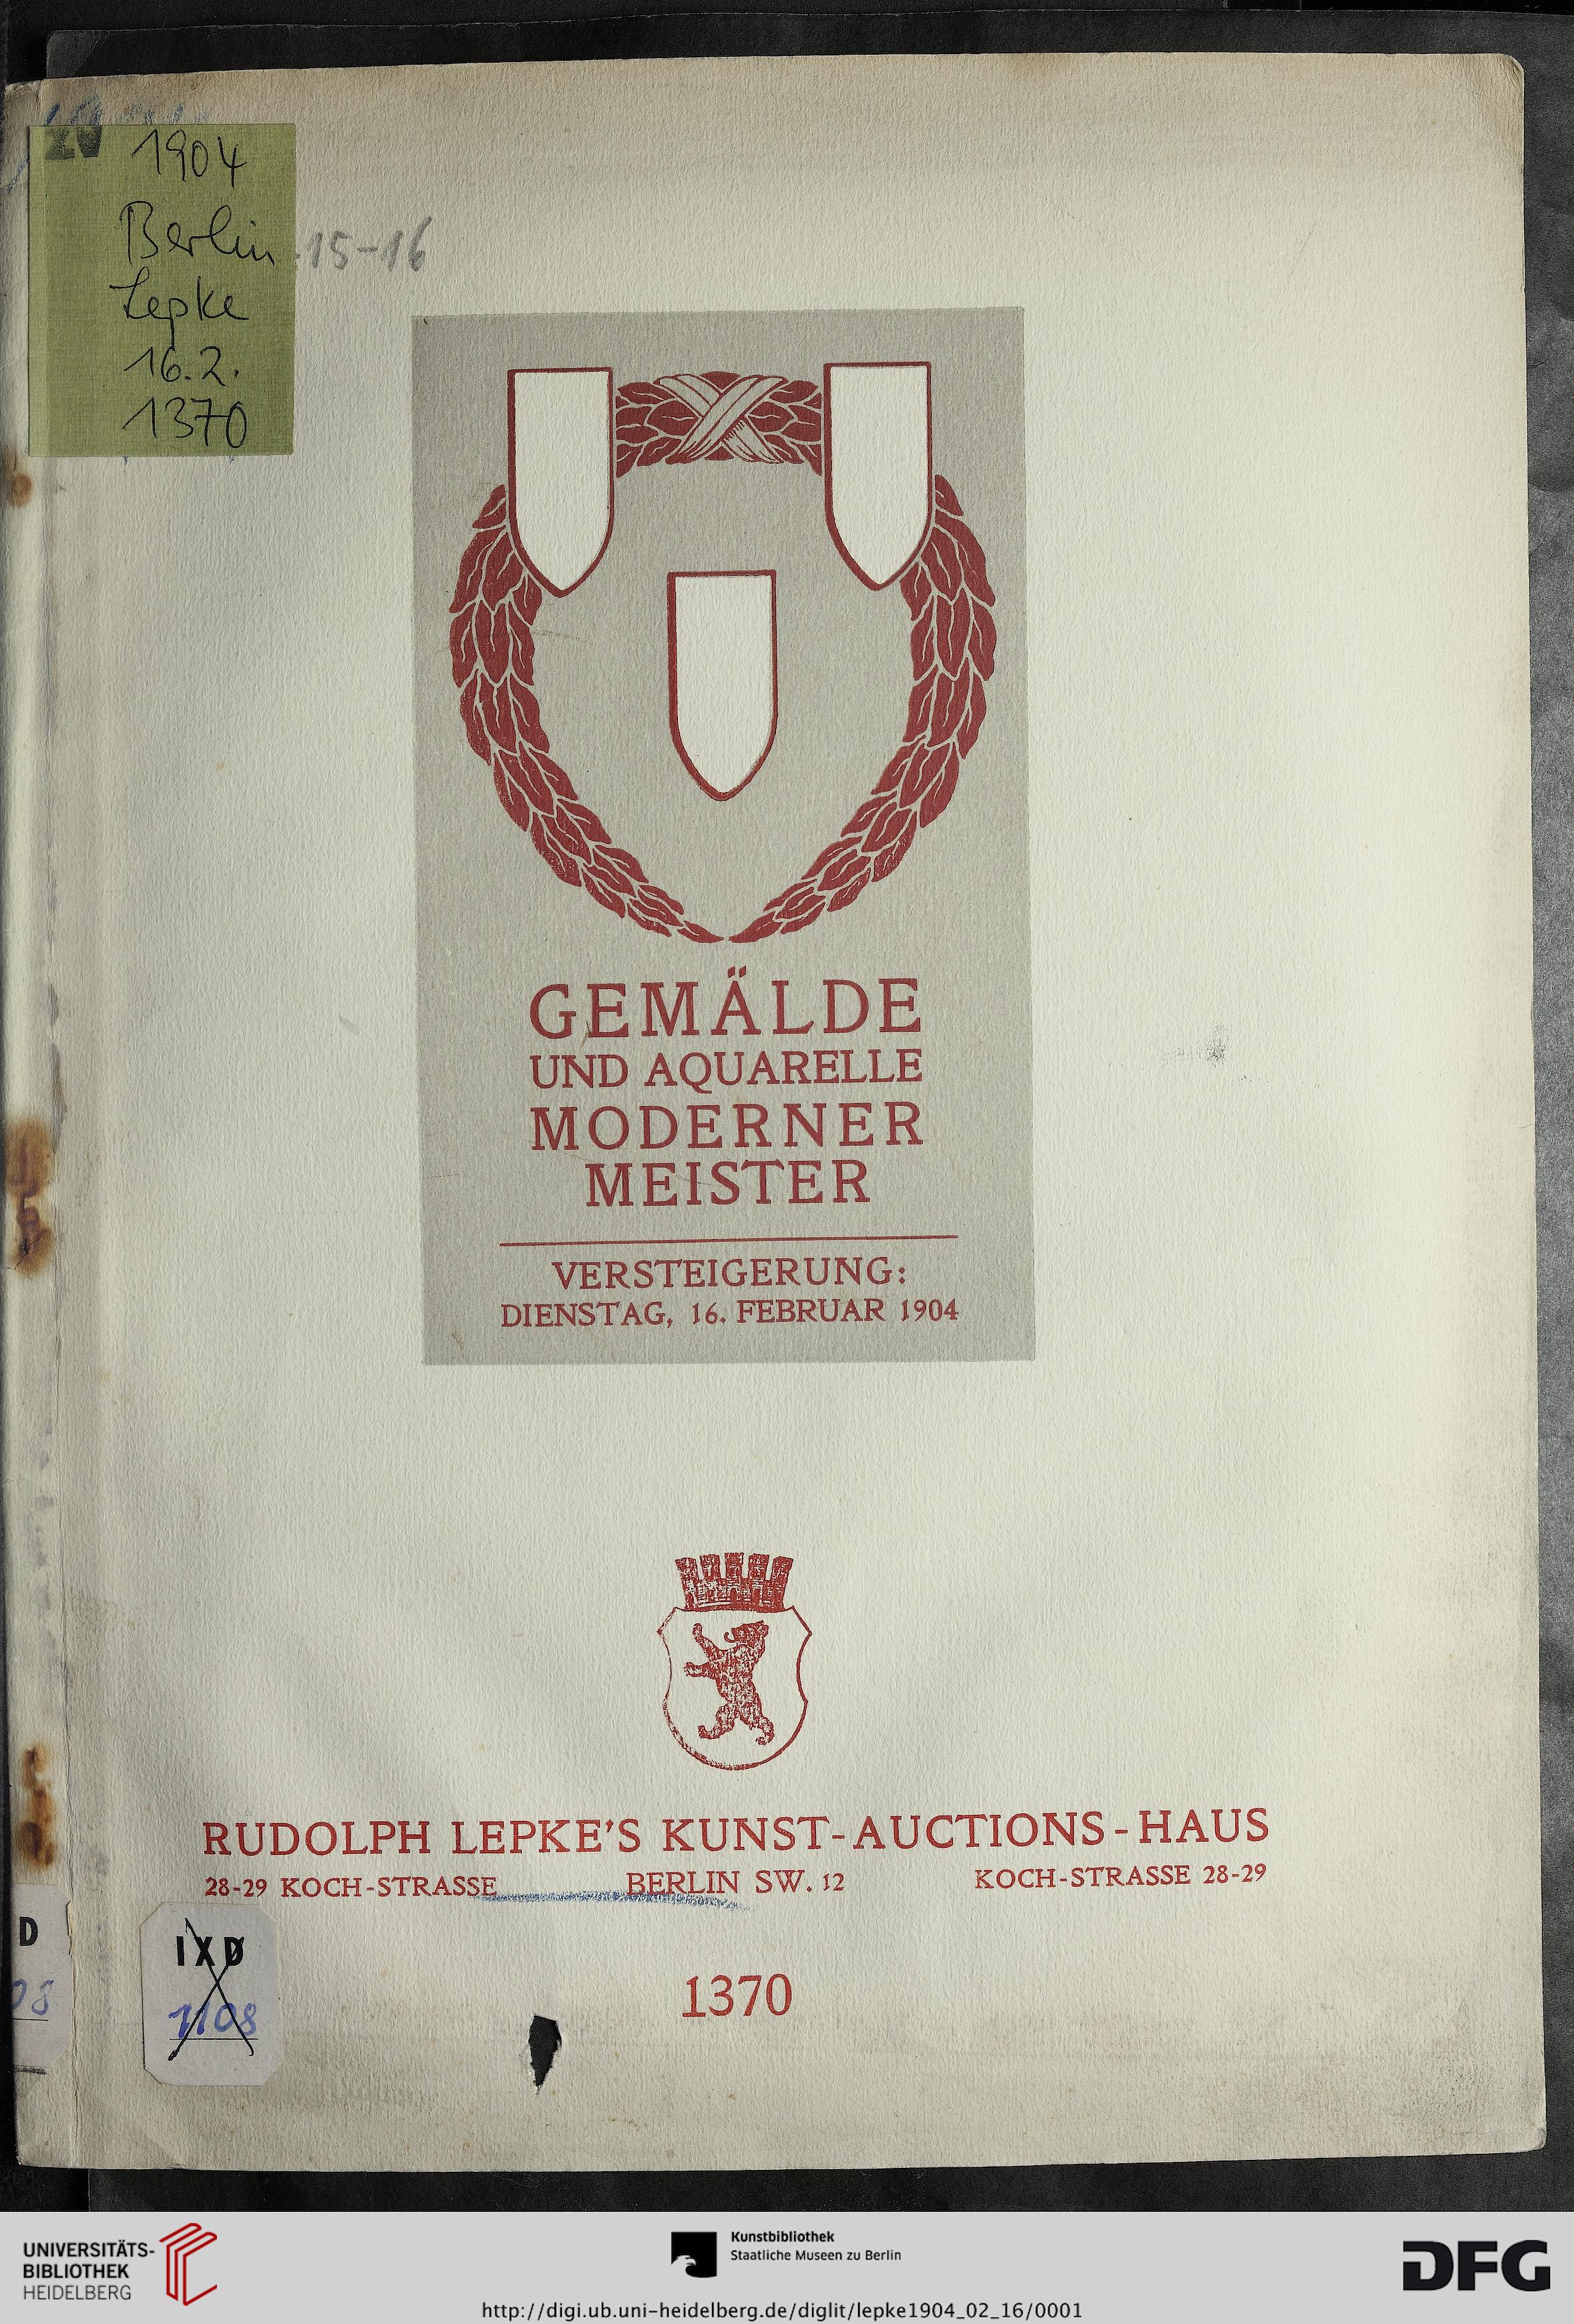 1904
Berlin
Lepke
16.2.
1370
15-16
GEMÄLDE
UND AQUARELLE
MODERNER
MEISTER
VERSTEIGERUNG:
DIENSTAG, 16. FEBRUAR 1904
RUDOLPH LEPKE'S KUNST-AUCTIONS-HAUS
28-29 KOCH-STRASSE BERLIN SW. 12 KOCH-STRASSE 28-29
D
08
IXD
1108
1370
UNIVERSITÄTS-
BIBLIOTHEK
HEIDELBERG
Kunstbibliothek
Staatliche Museen zu Berlin
DFG
http://digi.ub.uni-heidelberg.de/diglit/lepke1904_02_16/0001